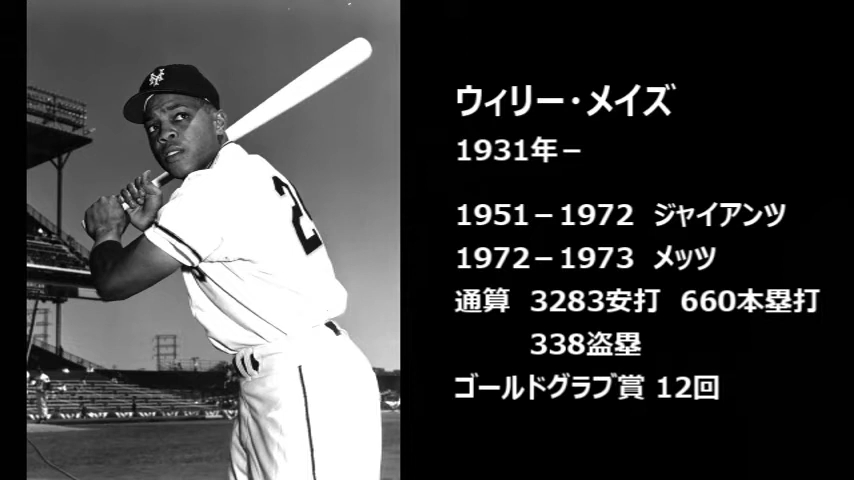 ウィリー・メイズ
1931年－
1951－1972 ジャイアンツ
1972－1973 メッツ
通算 3283安打 660本塁打
338盗塁
ゴールドグラブ賞 12回
NY